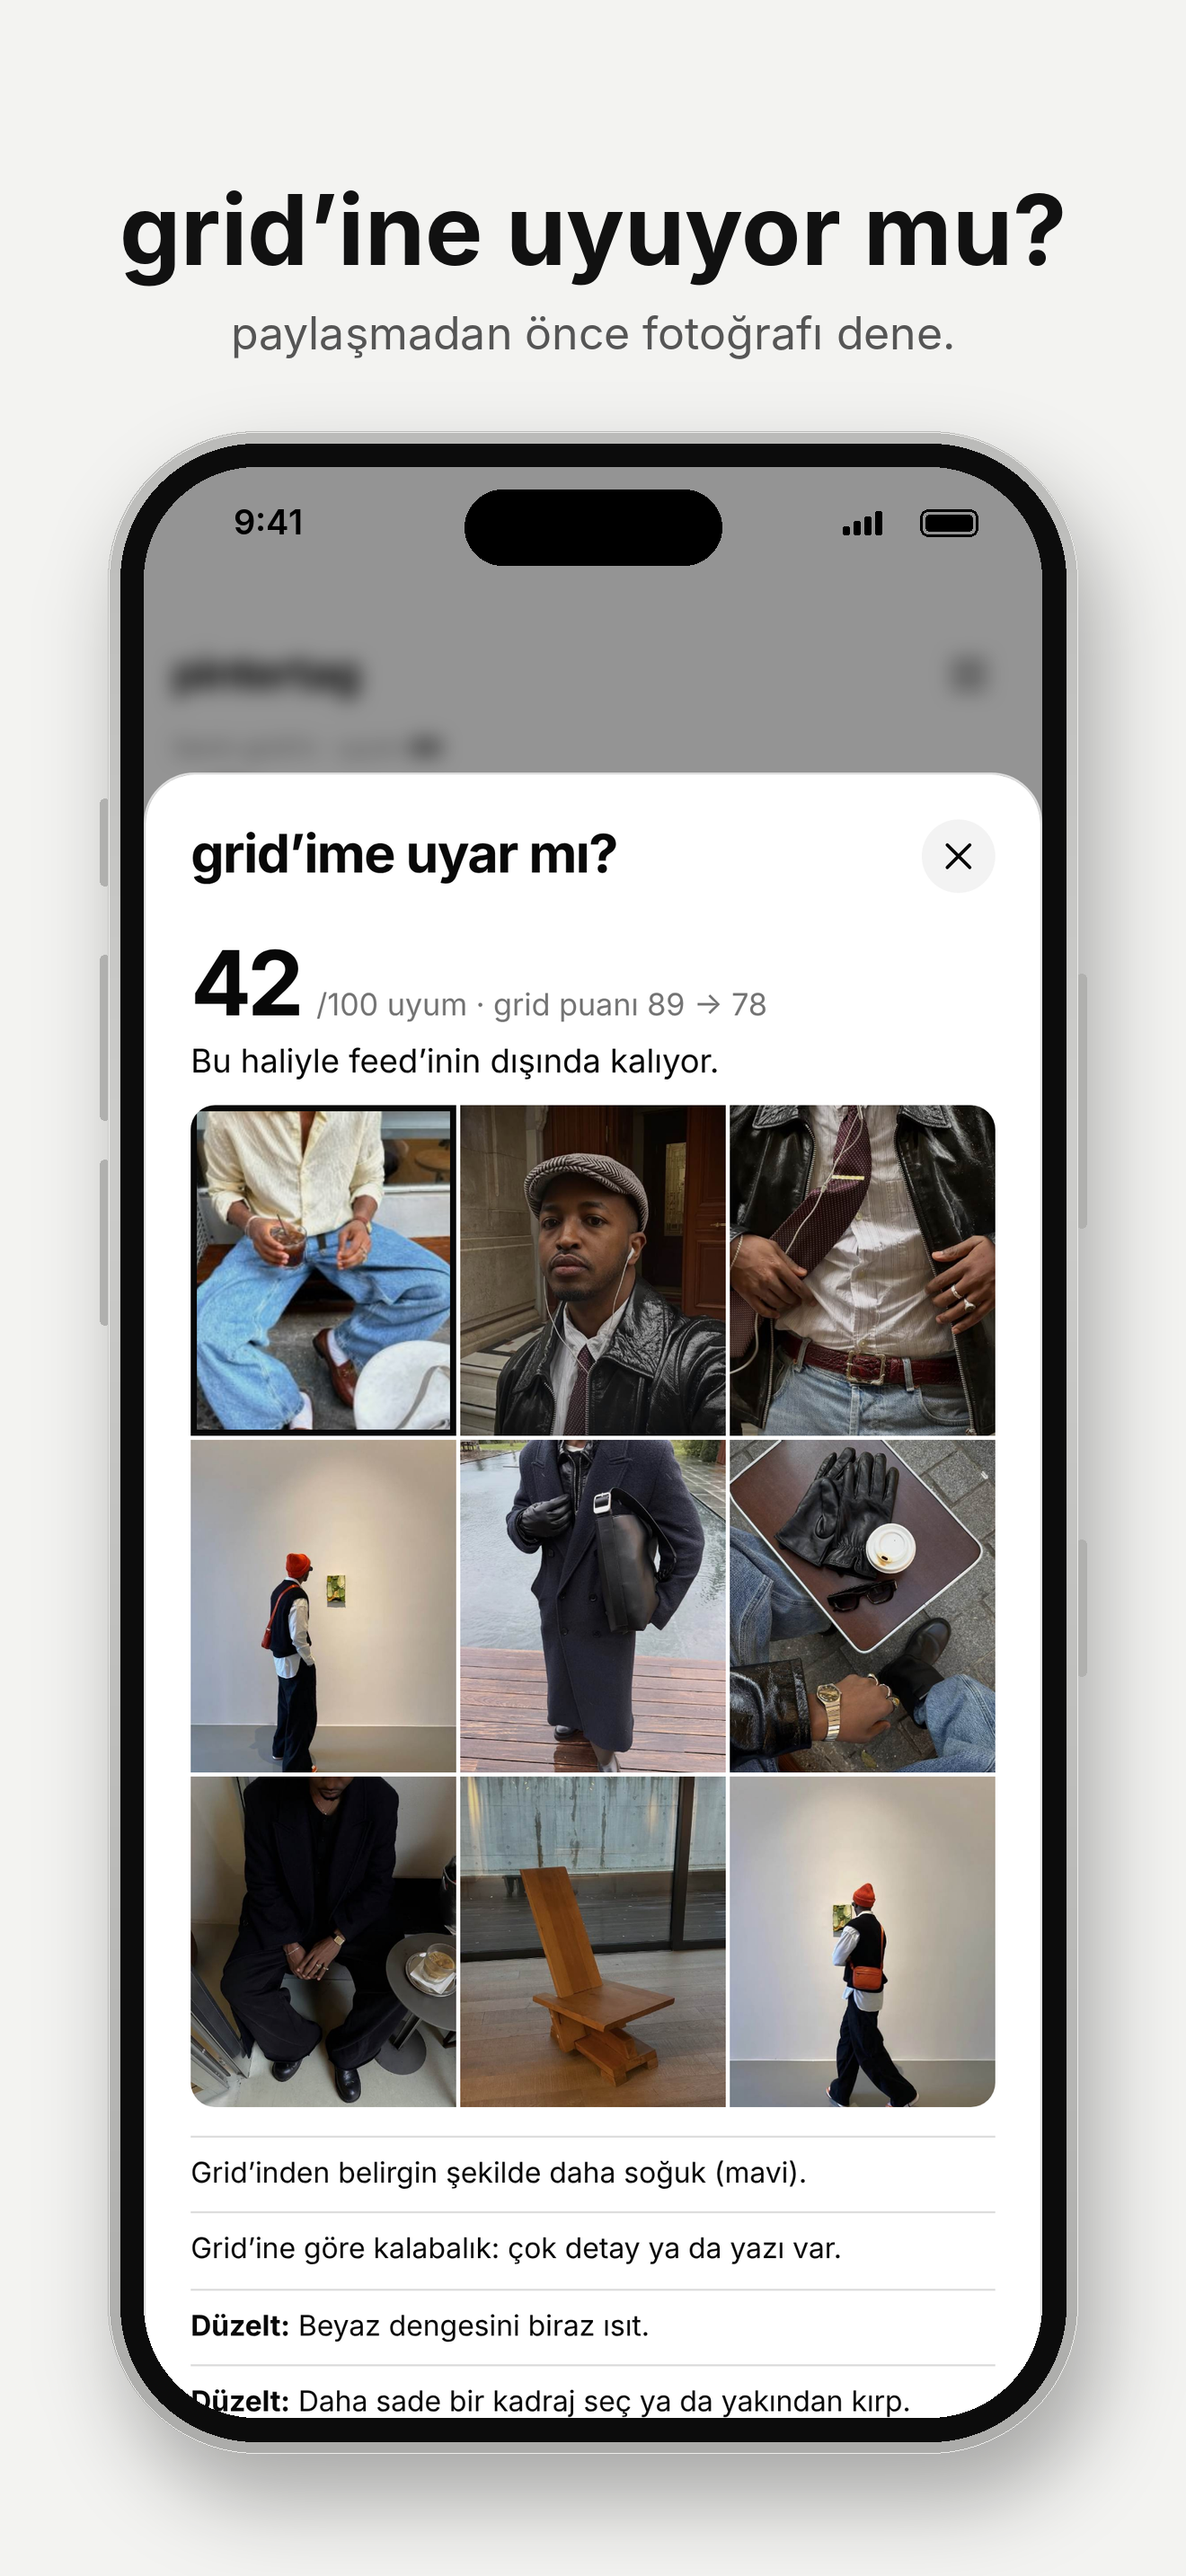 grid’ine uyuyor mu?
paylaşmadan önce fotoğrafı dene.
9:41
grid’ime uyar mı?
42 /100 uyum · grid puanı 89 → 78
Bu haliyle feed’inin dışında kalıyor.
Grid’inden belirgin şekilde daha soğuk (mavi).
Grid’ine göre kalabalık: çok detay ya da yazı var.
Düzelt: Beyaz dengesini biraz ısıt.
Düzelt: Daha sade bir kadraj seç ya da yakından kırp.